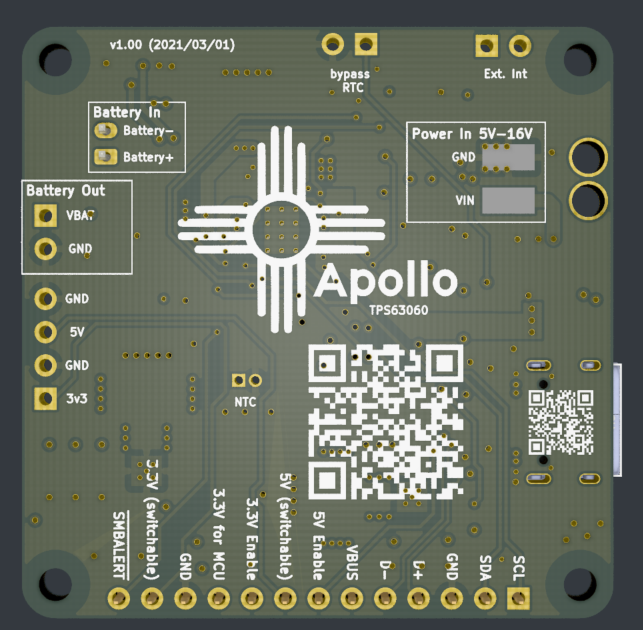 v1.00 (2021/03/01)
bypass
RTC
Ext. Int
Battery In
Battery-
Battery+
Power In 5V-16V
GND
VIN
Battery Out
VBAT
GND
GND
5V
GND
3v3
Apollo
TPS63060
NTC
SMBALERT
3.3V (switchable)
GND
3.3V for MCU
3.3V Enable
5V (switchable)
5V Enable
VBUS
D-
D+
GND
SDA
SCL